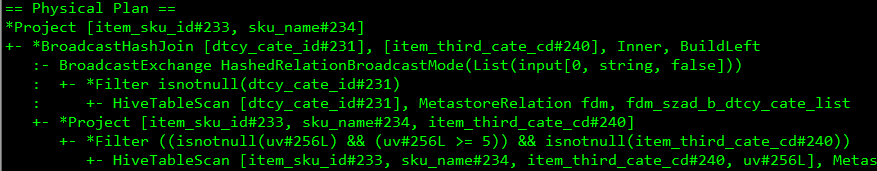 == Physical Plan ==
*Project [item_sku_id#233, sku_name#234]
+- *BroadcastHashJoin [dtcy_cate_id#231], [item_third_cate_cd#240], Inner, BuildLeft
   :- BroadcastExchange HashedRelationBroadcastMode(List(input[0, string, false]))
   :  +- *Filter isnotnull(dtcy_cate_id#231)
   :     +- HiveTableScan [dtcy_cate_id#231], MetastoreRelation fdm, fdm_szad_b_dtcy_cate_list
   +- *Project [item_sku_id#233, sku_name#234, item_third_cate_cd#240]
      +- *Filter ((isnotnull(uv#256L) && (uv#256L >= 5)) && isnotnull(item_third_cate_cd#240))
         +- HiveTableScan [item_sku_id#233, sku_name#234, item_third_cate_cd#240, uv#256L], Metas